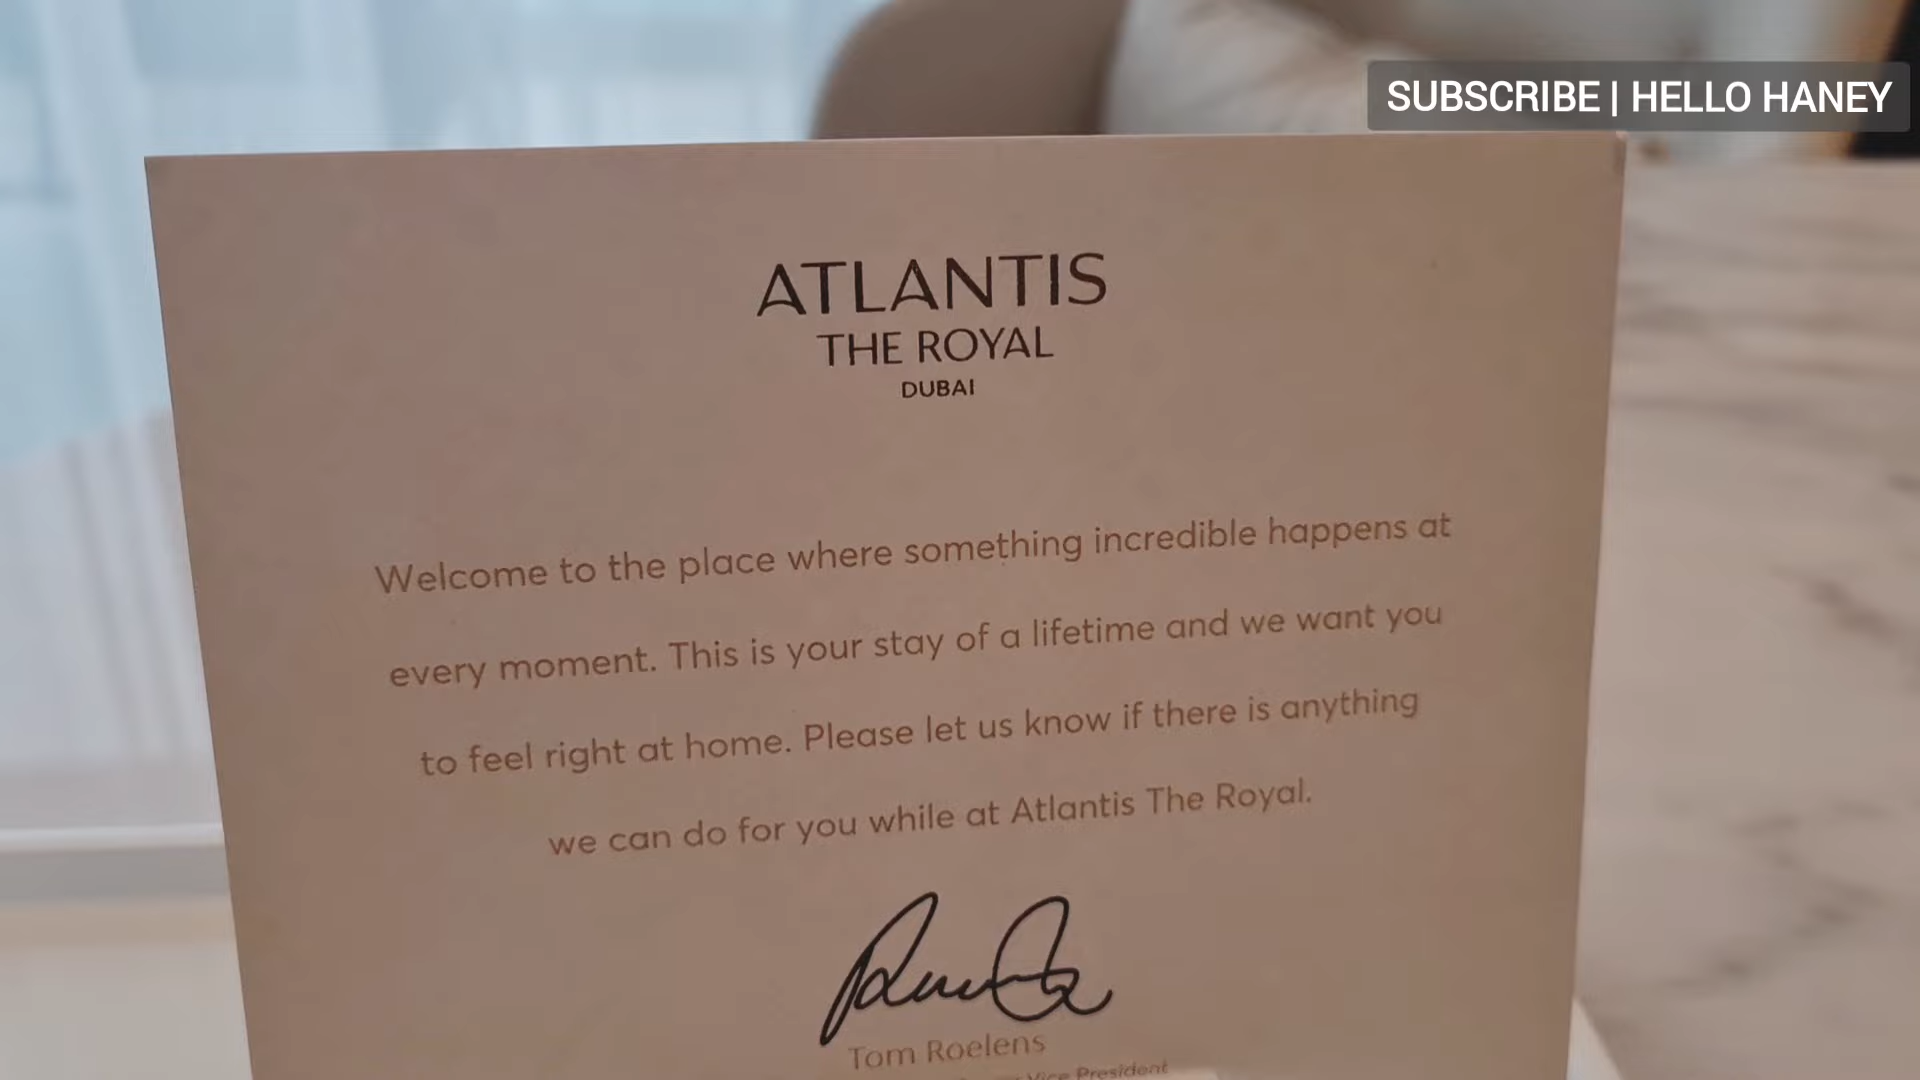 SUBSCRIBE | HELLO HANEY
ATLANTIS
THE ROYAL
DUBAI
Welcome to the place where something incredible happens at
every moment. This is your stay of a lifetime and we want you
to feel right at home. Please let us know if there is anything
we can do for you while at Atlantis The Royal.
Tom Roelens
Vice President